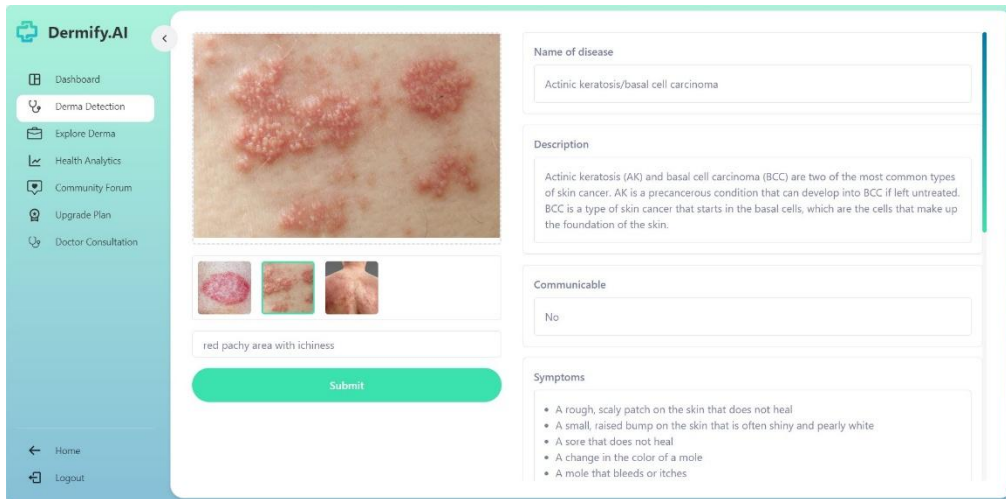 Dermify.AI
Dashboard
Derma Detection
Explore Derma
Health Analytics
Community Forum
Upgrade Plan
Doctor Consultation
Home
Logout
red pachy area with ichiness
Submit
Name of disease
Actinic keratosis/basal cell carcinoma
Description
Actinic keratosis (AK) and basal cell carcinoma (BCC) are two of the most common types
of skin cancer. AK is a precancerous condition that can develop into BCC if left untreated.
BCC is a type of skin cancer that starts in the basal cells, which are the cells that make up
the foundation of the skin.
Communicable
No
Symptoms
• A rough, scaly patch on the skin that does not heal
• A small, raised bump on the skin that is often shiny and pearly white
• A sore that does not heal
• A change in the color of a mole
• A mole that bleeds or itches